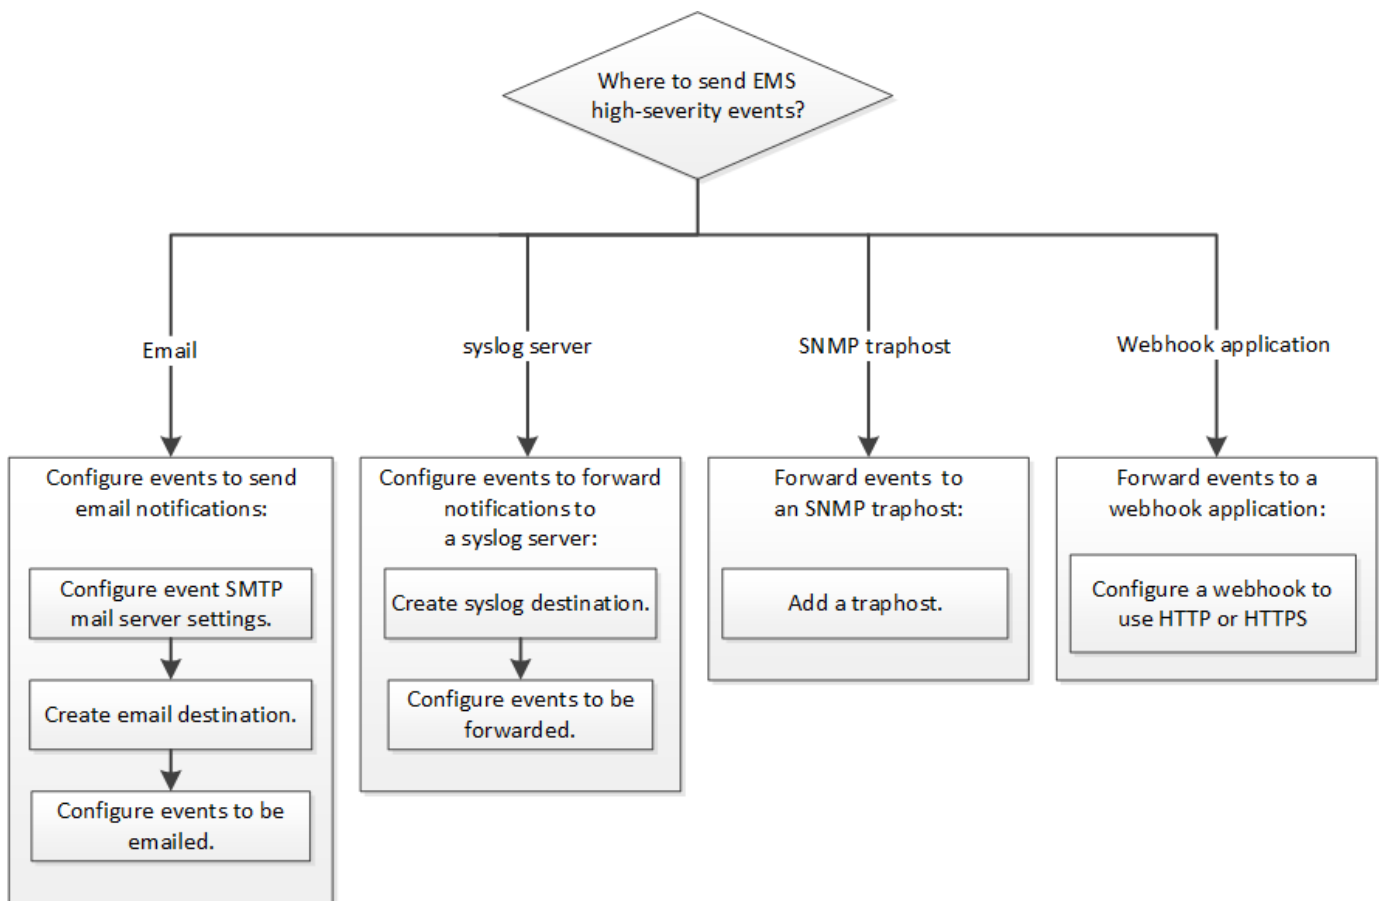 Where to send EMS
high-severity events?
Email
syslog server
SNMP traphost
Webhook application
Configure events to send
email notifications:
Configure event SMTP
mail server settings.
Create email destination.
Configure events to be
emailed.
Configure events to forward
notifications to
a syslog server:
Create syslog destination.
Configure events to be
forwarded.
Forward events to
an SNMP traphost:
Add a traphost.
Forward events to a
webhook application:
Configure a webhook to
use HTTP or HTTPS